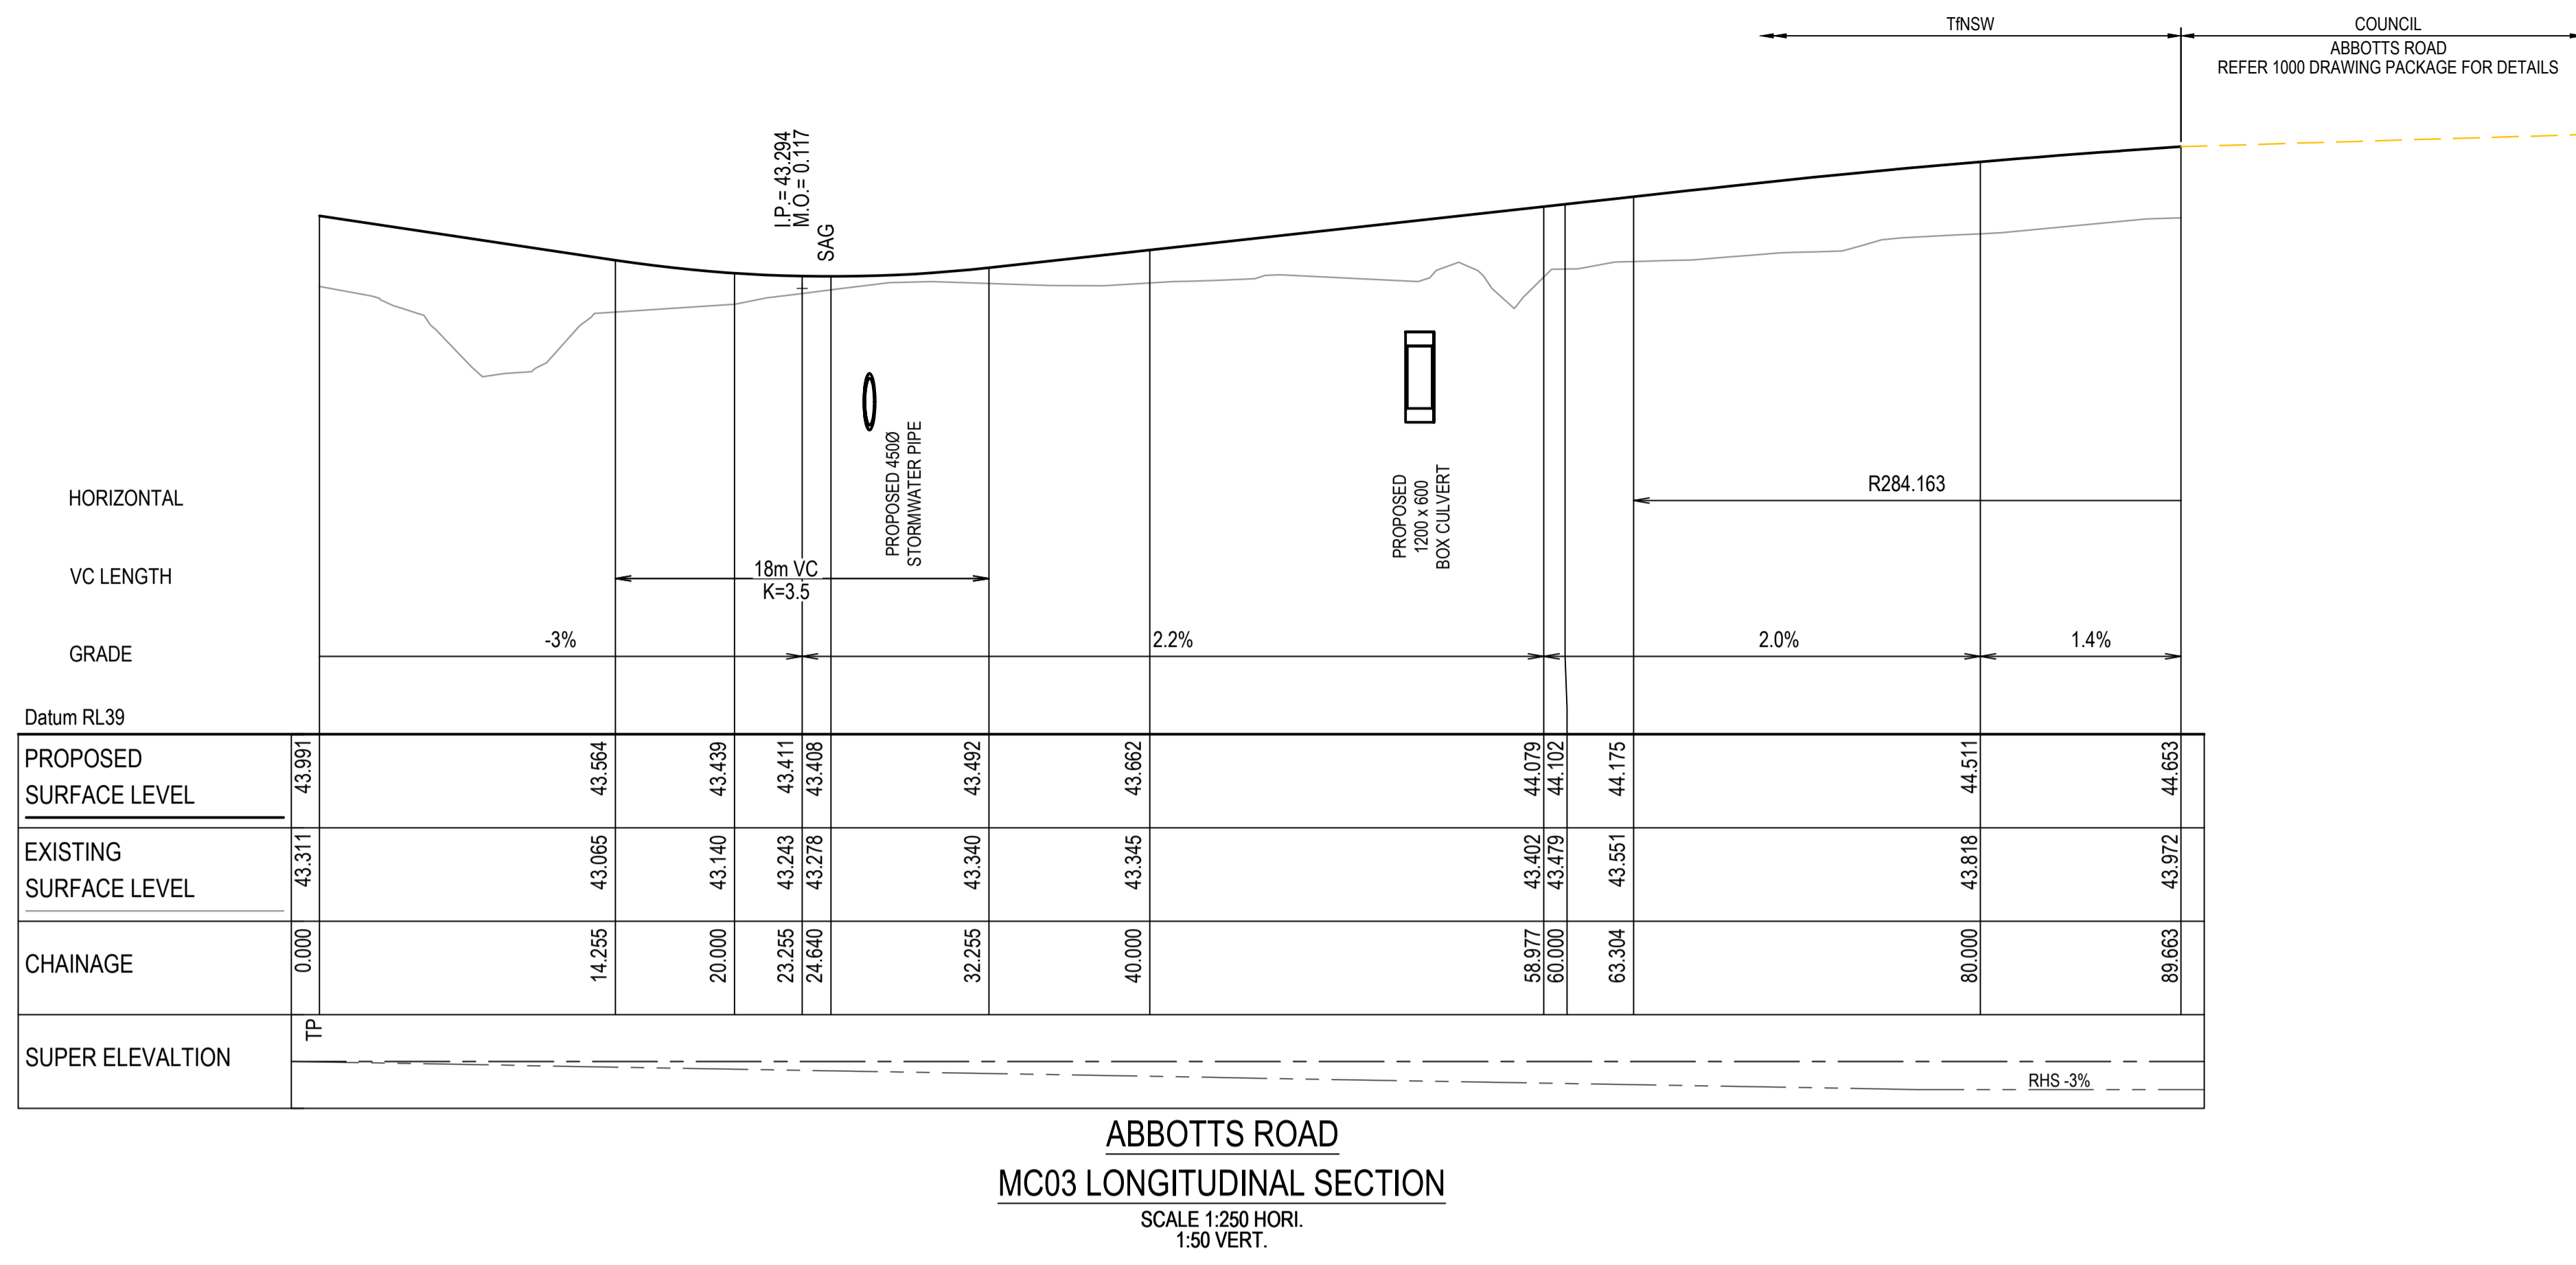 TfNSW
COUNCIL
ABBOTTS ROAD
REFER 1000 DRAWING PACKAGE FOR DETAILS
I.P.= 43.294
M.O.= 0.117
SAG
PROPOSED 450Ø
STORMWATER PIPE
PROPOSED
1200 x 600
BOX CULVERT
HORIZONTAL
R284.163
VC LENGTH
18m VC
K=3.5
GRADE
-3%
2.2%
2.0%
1.4%
Datum RL39
PROPOSED
SURFACE LEVEL
43.991
43.564
43.439
43.411
43.408
43.492
43.662
44.079
44.102
44.175
44.511
44.653
EXISTING
SURFACE LEVEL
43.311
43.065
43.140
43.243
43.278
43.340
43.345
43.402
43.479
43.551
43.818
43.972
CHAINAGE
0.000
14.255
20.000
23.255
24.640
32.255
40.000
58.977
60.000
63.304
80.000
89.663
SUPER ELEVALTION
TP
RHS -3%
ABBOTTS ROAD
MC03 LONGITUDINAL SECTION
SCALE 1:250 HORI.
1:50 VERT.